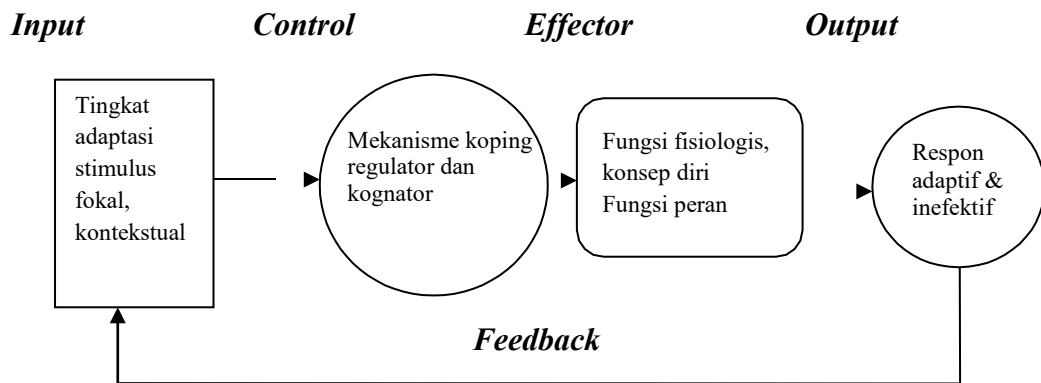 Input Control Effector Output
Tingkat
adaptasi
stimulus
fokal,
kontekstual
Mekanisme koping
regulator dan
kognator
Fungsi fisiologis,
konsep diri
Fungsi peran
Respon
adaptif &
inefektif
Feedback